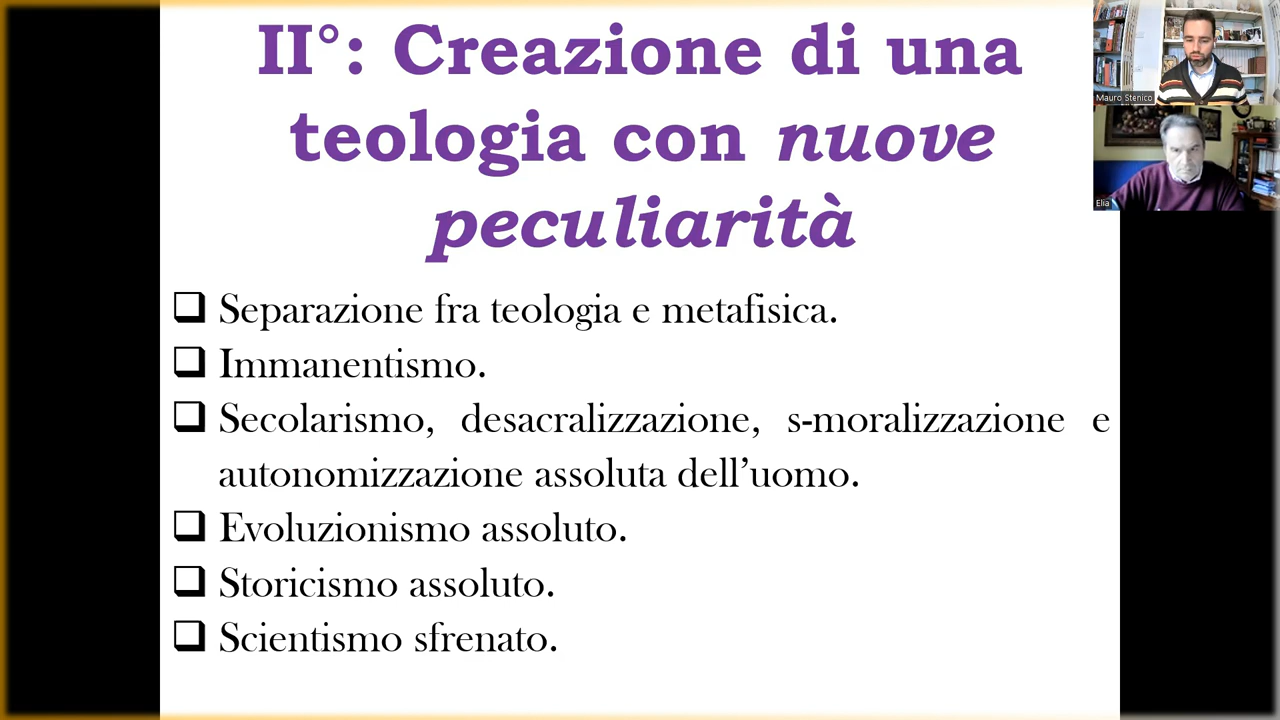 II°: Creazione di una
teologia con nuove
peculiarità
❑ Separazione fra teologia e metafisica.
❑ Immanentismo.
❑ Secolarismo, desacralizzazione, s-moralizzazione e
autonomizzazione assoluta dell’uomo.
❑ Evoluzionismo assoluto.
❑ Storicismo assoluto.
❑ Scientismo sfrenato.
Mauro Stenico
Elia